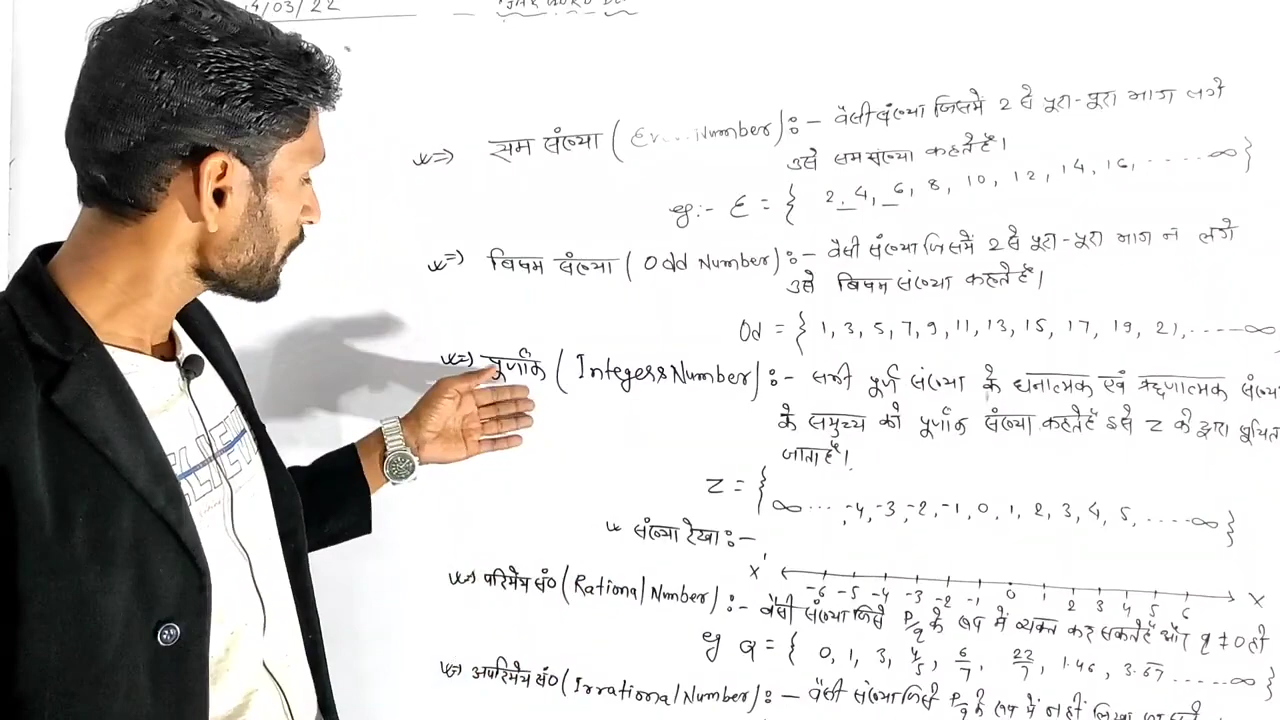 /03/22
सम संख्या ( Number) :- वैसी संख्या जिसमें 2 से पूरा-पूरा भाग लगे
उसे सम संख्या कहते हैं।
eg:- E = { 2, 4, 6, 8, 10, 12, 14, 16, ..... ∞ }
=) विषम संख्या ( Odd Number) :- वैसी संख्या जिसमें 2 से पूरा-पूरा भाग न लगे
उसे विषम संख्या कहते हैं।
Od = { 1, 3, 5, 7, 9, 11, 13, 15, 17, 19, 21, ..... ∞
=) पूर्णांक ( Integers Number) :- सभी पूर्ण संख्या के धनात्मक एवं ऋणात्मक संख्य
के समुच्य को पूर्णांक संख्या कहते हैं इसे Z के द्वारा सूचित
जाता है।
Z = { ∞ ... -4, -3, -2, -1, 0, 1, 2, 3, 4, 5, ..... ∞ }
* संख्या रेखा :-
X' -6 -5 -4 -3 -2 -1 0 1 2 3 4 5 6 X
=) परिमेय सं० (Rational Number) :- वैसी संख्या जिसे P/q के रूप में व्यक्त कर सकते हैं और q ≠ 0 हो
eg Q = { 0, 1, 3, 4/5, 6/7, 22/7, 1.46, 3.67 ..... ∞ }
=) अपरिमेय सं० (Irrational Number) :- वैसी संख्या जिसे P/q के रूप में नहीं
BELIEVE